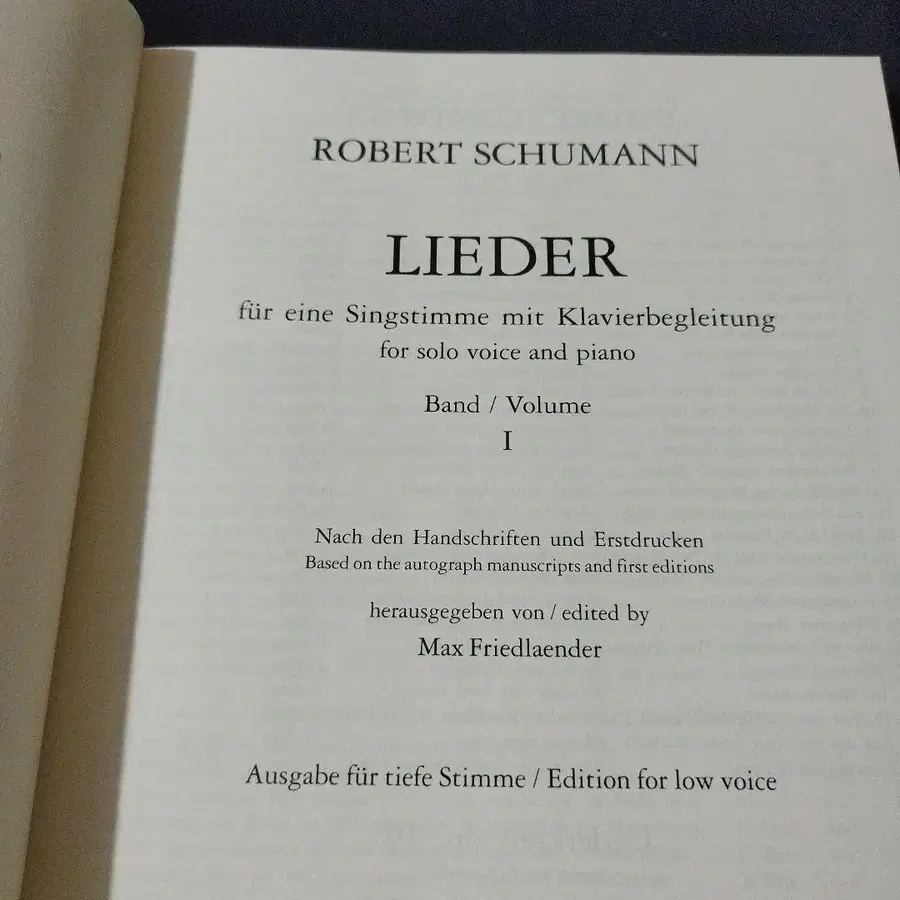 ROBERT SCHUMANN
LIEDER
für eine Singstimme mit Klavierbegleitung
for solo voice and piano
Band / Volume
I
Nach den Handschriften und Erstdrucken
Based on the autograph manuscripts and first editions
herausgegeben von / edited by
Max Friedlaender
Ausgabe für tiefe Stimme / Edition for low voice